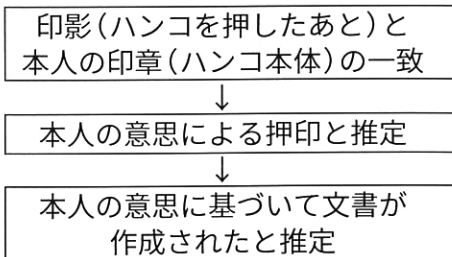 印影(ハンコを押したあと)と
本人の印章(ハンコ本体)の一致
↓
本人の意思による押印と推定
↓
本人の意思に基づいて文書が
作成されたと推定